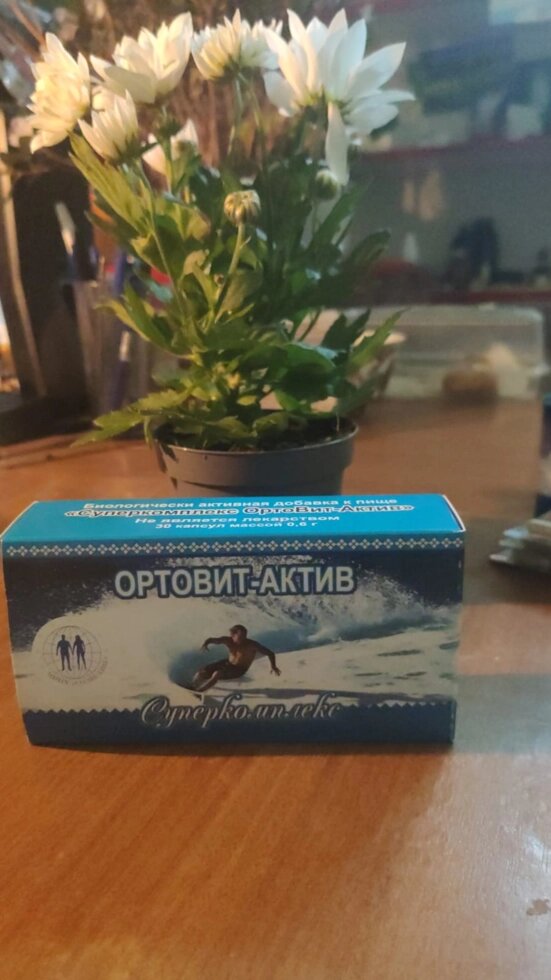 Биологически активная добавка к пище
«Суперкомплекс ОртоВит-Актив»
Не является лекарством
30 капсул массой 0,6 г
ОРТОВИТ-АКТИВ
Суперкомплекс